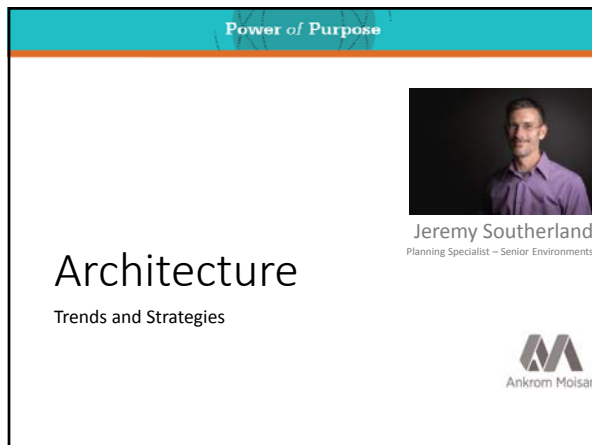 Power of Purpose
Jeremy Southerland
Planning Specialist – Senior Environments
Architecture
Trends and Strategies
Ankrom Moisan